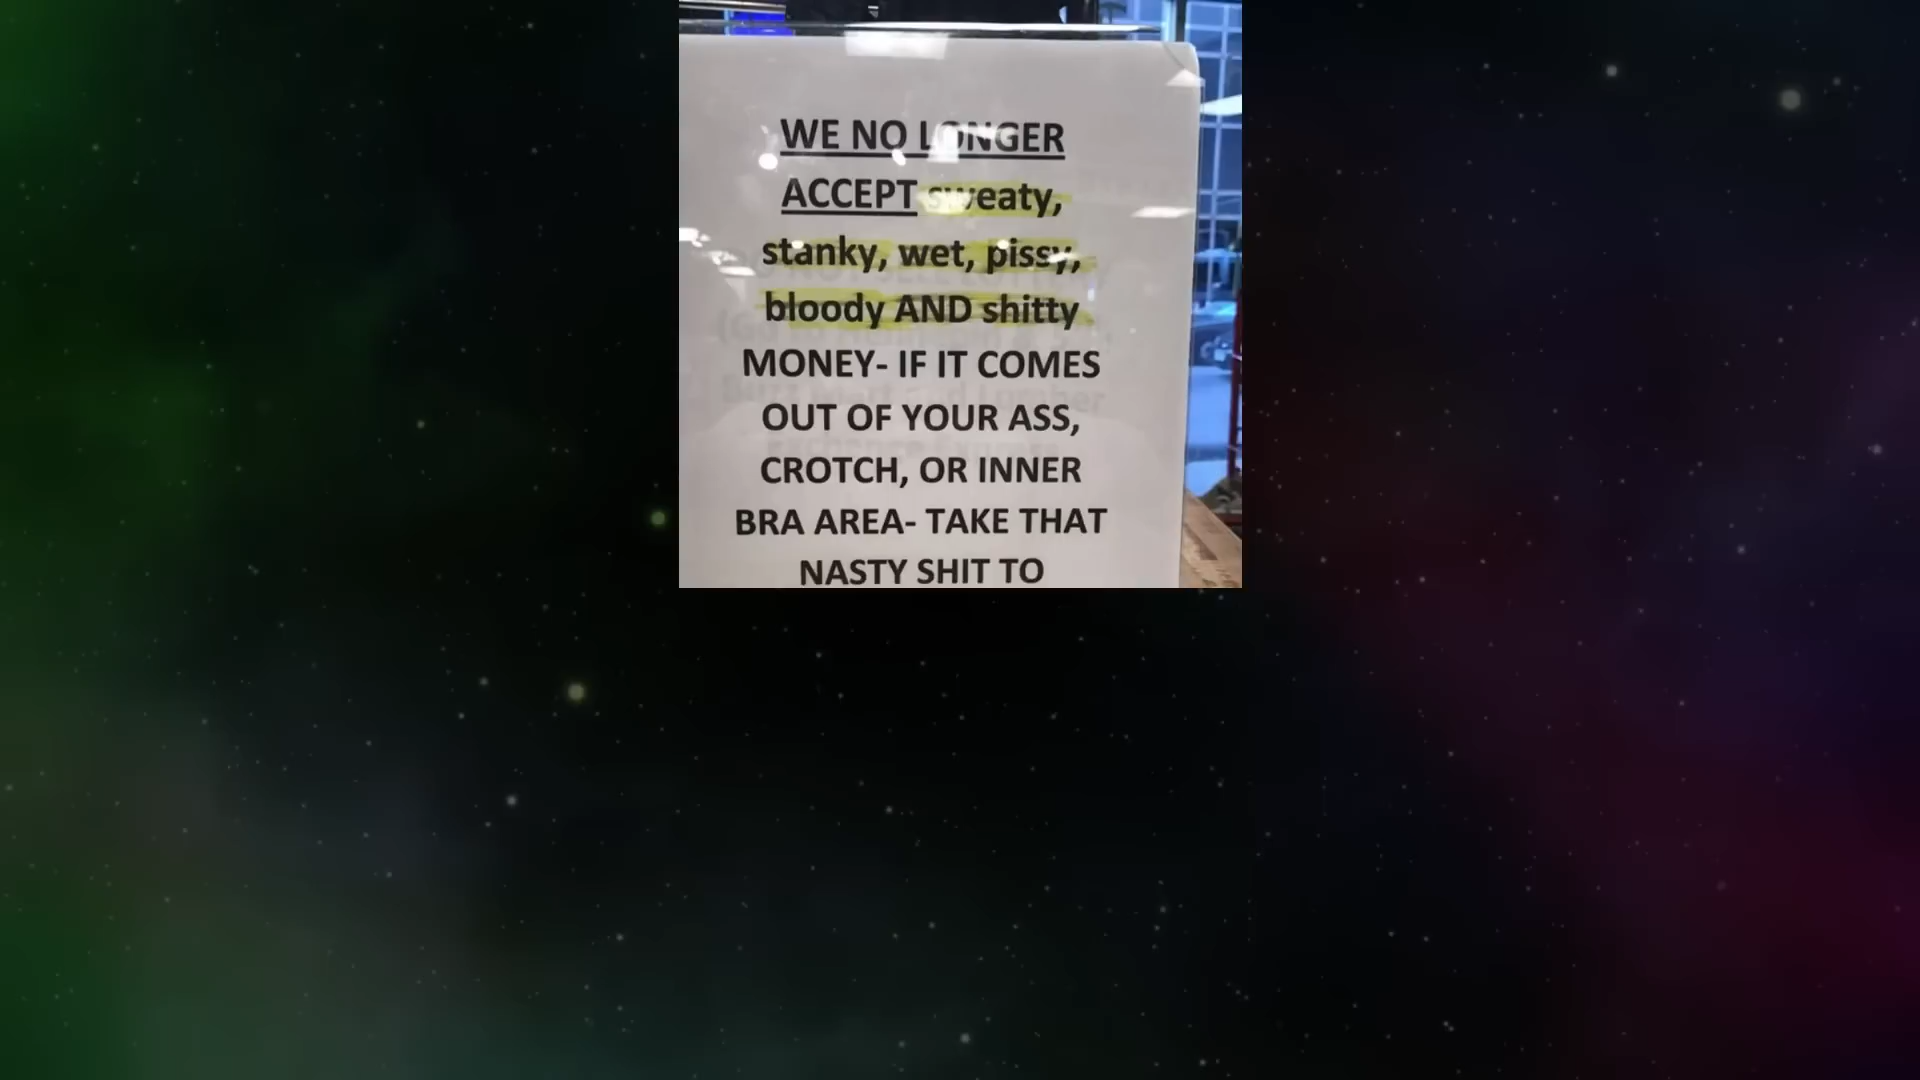 WE NO LONGER
ACCEPT sweaty,
stanky, wet, pissy,
bloody AND shitty
MONEY- IF IT COMES
OUT OF YOUR ASS,
CROTCH, OR INNER
BRA AREA- TAKE THAT
NASTY SHIT TO